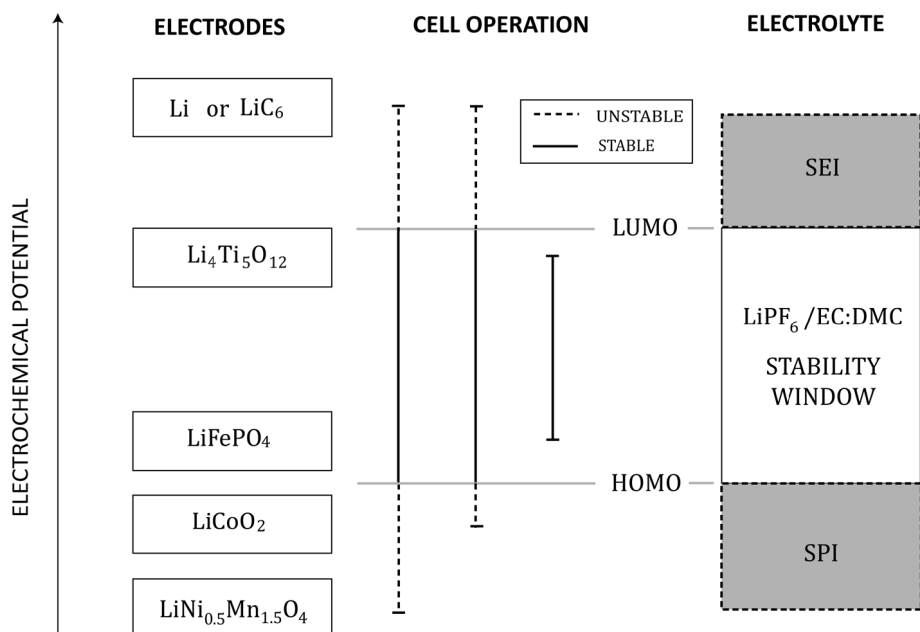 ELECTRODES
CELL OPERATION
ELECTROLYTE
ELECTROCHEMICAL POTENTIAL
Li or LiC₆
UNSTABLE
STABLE
SEI
LUMO
Li₄Ti₅O₁₂
LiPF₆ /EC:DMC
STABILITY
WINDOW
LiFePO₄
HOMO
LiCoO₂
SPI
LiNi₀.₅Mn₁.₅O₄